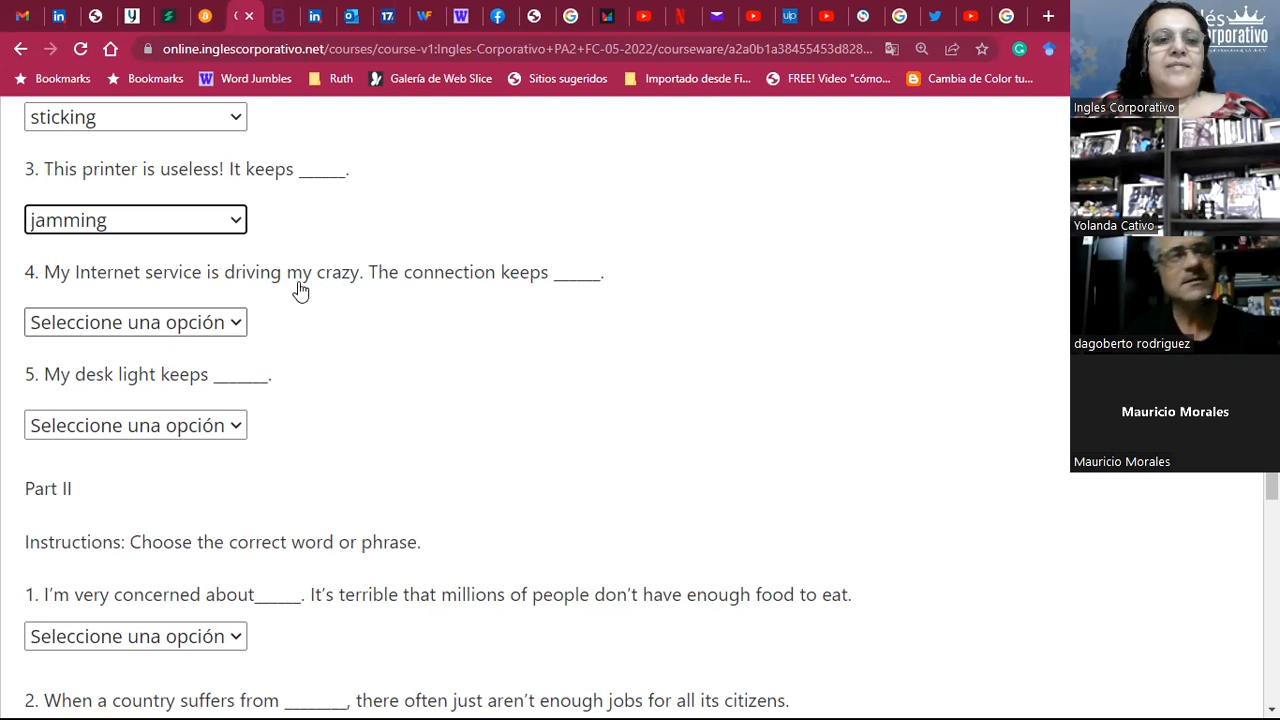 online.inglescorporativo.net/courses/course-v1:Ingles-Corporativo+PA2+FC-05-2022/courseware/a2a0b1a38455453d828...
Bookmarks Bookmarks Word Jumbles Ruth Galería de Web Slice Sitios sugeridos Importado desde Fi... FREE! Video "cómo... Cambia de Color tu...
sticking
3. This printer is useless! It keeps ______.
jamming
4. My Internet service is driving my crazy. The connection keeps ______.
Seleccione una opción
5. My desk light keeps _______.
Seleccione una opción
Part II
Instructions: Choose the correct word or phrase.
1. I’m very concerned about______. It’s terrible that millions of people don’t have enough food to eat.
Seleccione una opción
2. When a country suffers from ________, there often just aren’t enough jobs for all its citizens.
Ingles Corporativo
Yolanda Cativo
dagoberto rodriguez
Mauricio Morales
Mauricio Morales